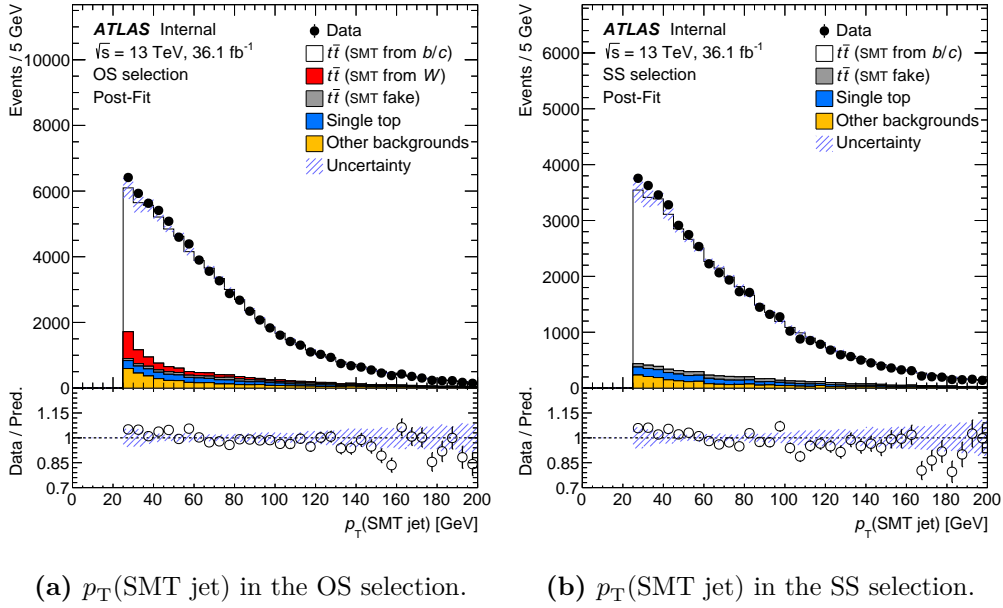 ATLAS Internal
√s = 13 TeV, 36.1 fb⁻¹
OS selection
Post-Fit
Data
tt̄ (SMT from b/c)
tt̄ (SMT from W)
tt̄ (SMT fake)
Single top
Other backgrounds
Uncertainty
Events / 5 GeV
10000
8000
6000
4000
2000
0
Data / Pred.
1.15
1
0.85
0.7
0 20 40 60 80 100 120 140 160 180 200
pT(SMT jet) [GeV]
(a) pT(SMT jet) in the OS selection.
ATLAS Internal
√s = 13 TeV, 36.1 fb⁻¹
SS selection
Post-Fit
Data
tt̄ (SMT from b/c)
tt̄ (SMT fake)
Single top
Other backgrounds
Uncertainty
Events / 5 GeV
6000
5000
4000
3000
2000
1000
0
Data / Pred.
1.15
1
0.85
0.7
0 20 40 60 80 100 120 140 160 180 200
pT(SMT jet) [GeV]
(b) pT(SMT jet) in the SS selection.